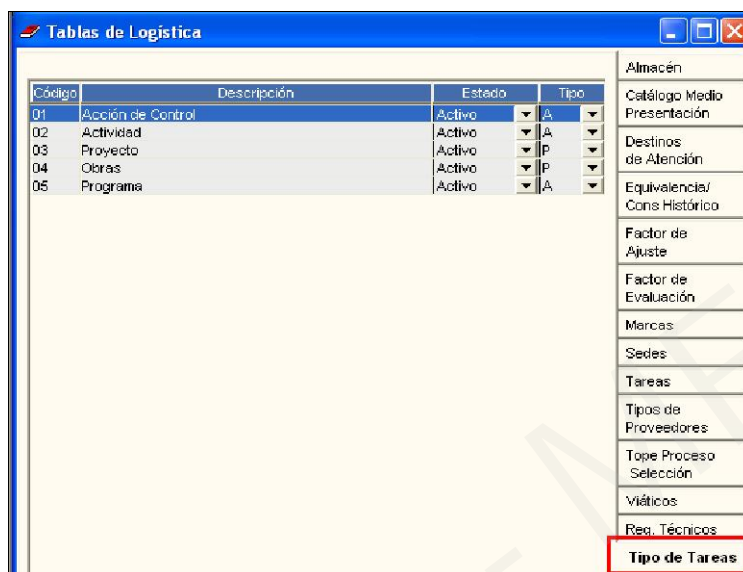 Tablas de Logística
Código Descripción Estado Tipo
01 Acción de Control Activo A
02 Actividad Activo A
03 Proyecto Activo P
04 Obras Activo P
05 Programa Activo A
Almacén
Catálogo Medio
Presentación
Destinos
de Atención
Equivalencia/
Cons Histórico
Factor de
Ajuste
Factor de
Evaluación
Marcas
Sedes
Tareas
Tipos de
Proveedores
Tope Proceso
Selección
Viáticos
Req. Técnicos
Tipo de Tareas